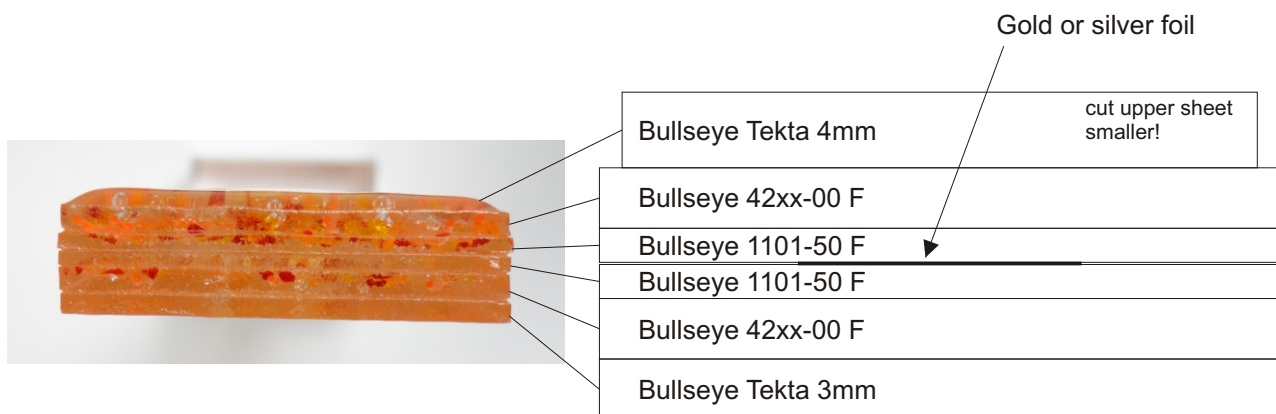 Gold or silver foil
Bullseye Tekta 4mm
cut upper sheet
smaller!
Bullseye 42xx-00 F
Bullseye 1101-50 F
Bullseye 1101-50 F
Bullseye 42xx-00 F
Bullseye Tekta 3mm